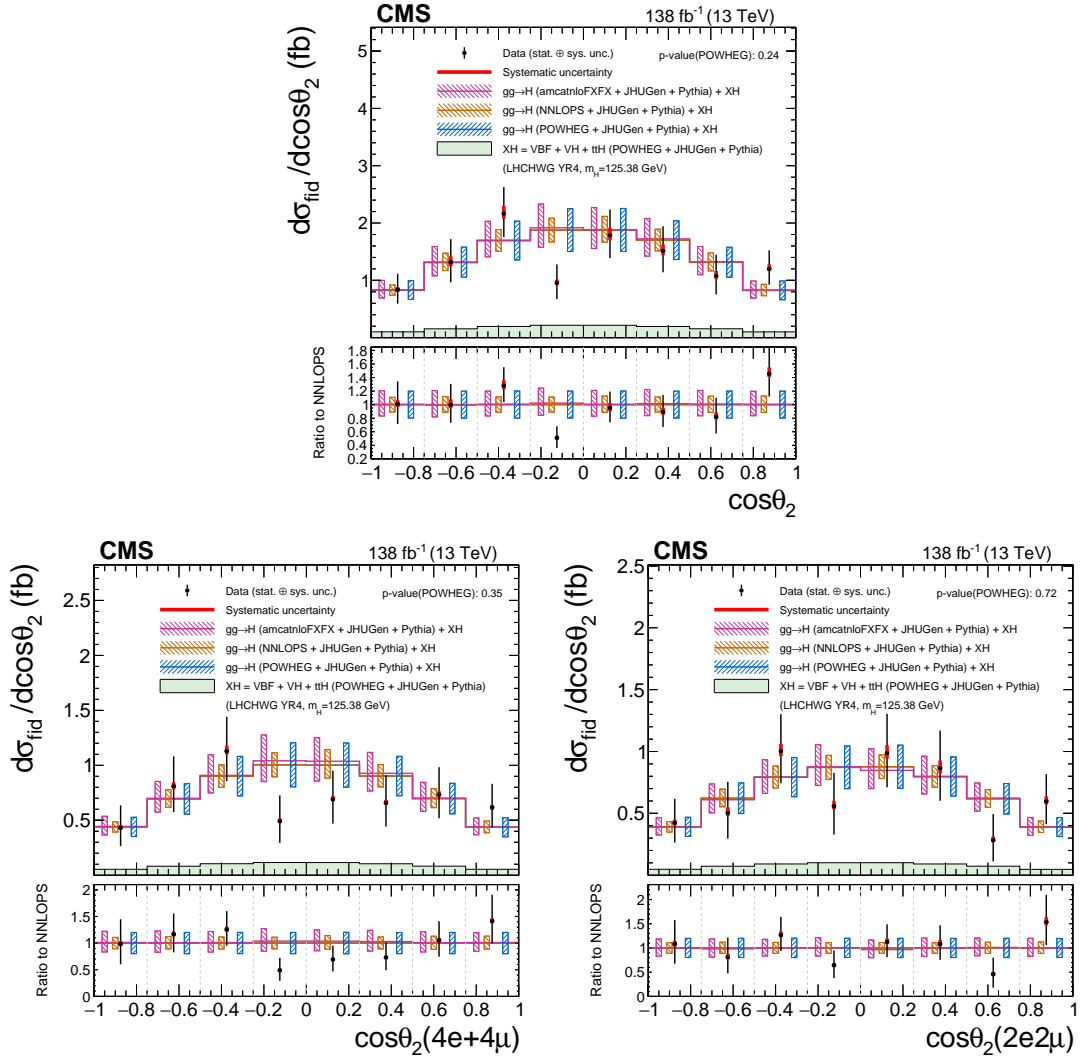 CMS 138 fb⁻¹ (13 TeV)
dσ_fid /dcosθ₂ (fb)
Data (stat. ⊕ sys. unc.) p-value(POWHEG): 0.24
Systematic uncertainty
gg→H (amcatnloFXFX + JHUGen + Pythia) + XH
gg→H (NNLOPS + JHUGen + Pythia) + XH
gg→H (POWHEG + JHUGen + Pythia) + XH
XH = VBF + VH + ttH (POWHEG + JHUGen + Pythia)
(LHCHWG YR4, m_H=125.38 GeV)
5
4
3
2
1
Ratio to NNLOPS
1.8
1.6
1.4
1.2
1
0.8
0.6
0.4
0.2
−1 −0.8 −0.6 −0.4 −0.2 0 0.2 0.4 0.6 0.8 1
cosθ₂
CMS 138 fb⁻¹ (13 TeV)
dσ_fid /dcosθ₂ (fb)
Data (stat. ⊕ sys. unc.) p-value(POWHEG): 0.35
Systematic uncertainty
gg→H (amcatnloFXFX + JHUGen + Pythia) + XH
gg→H (NNLOPS + JHUGen + Pythia) + XH
gg→H (POWHEG + JHUGen + Pythia) + XH
XH = VBF + VH + ttH (POWHEG + JHUGen + Pythia)
(LHCHWG YR4, m_H=125.38 GeV)
2.5
2
1.5
1
0.5
Ratio to NNLOPS
2
1.5
1
0.5
0
−1 −0.8 −0.6 −0.4 −0.2 0 0.2 0.4 0.6 0.8 1
cosθ₂(4e+4μ)
CMS 138 fb⁻¹ (13 TeV)
dσ_fid /dcosθ₂ (fb)
Data (stat. ⊕ sys. unc.) p-value(POWHEG): 0.72
Systematic uncertainty
gg→H (amcatnloFXFX + JHUGen + Pythia) + XH
gg→H (NNLOPS + JHUGen + Pythia) + XH
gg→H (POWHEG + JHUGen + Pythia) + XH
XH = VBF + VH + ttH (POWHEG + JHUGen + Pythia)
(LHCHWG YR4, m_H=125.38 GeV)
2.5
2
1.5
1
0.5
Ratio to NNLOPS
2
1.5
1
0.5
0
−1 −0.8 −0.6 −0.4 −0.2 0 0.2 0.4 0.6 0.8 1
cosθ₂(2e2μ)